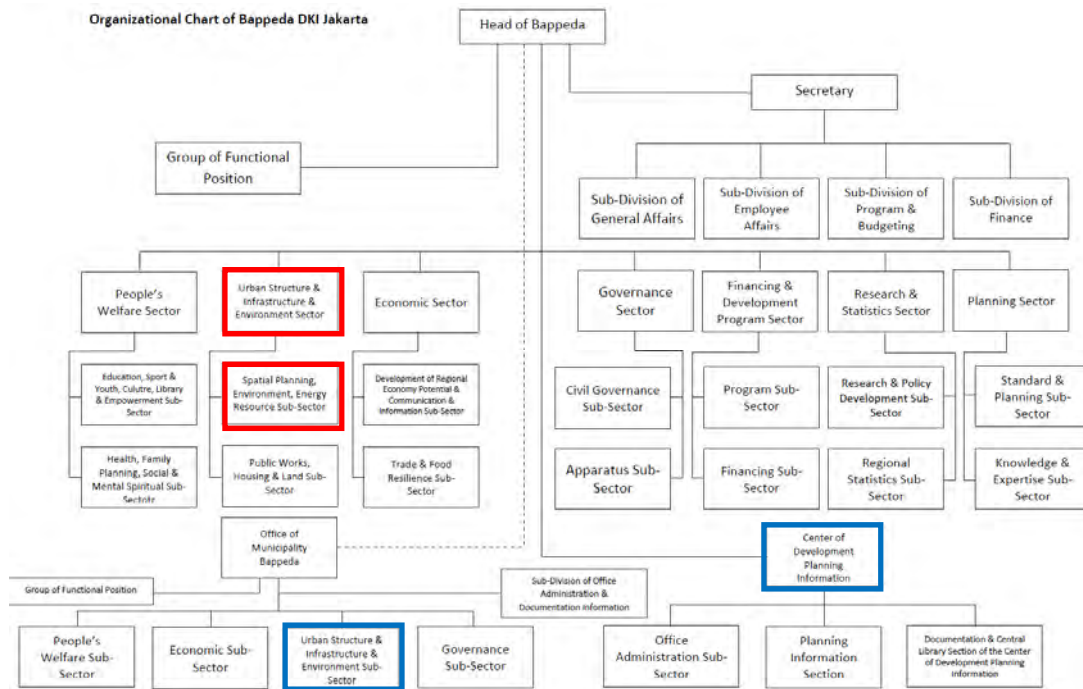 Organizational Chart of Bappeda DKI Jakarta
Head of Bappeda
Secretary
Group of Functional
Position
Sub-Division of
General Affairs
Sub-Division of
Employee
Affairs
Sub-Division of
Program &
Budgeting
Sub-Division of
Finance
People's
Welfare Sector
Urban Structure &
Infrastructure &
Environment Sector
Economic Sector
Governance
Sector
Financing &
Development
Program Sector
Research &
Statistics Sector
Planning Sector
Education, Sport &
Youth, Culutre, Library
& Empowerment Sub-
Sector
Spatial Planning,
Environment, Energy
Resource Sub-Sector
Development of Regional
Economy Potential &
Communication &
Information Sub-Sector
Civil Governance
Sub-Sector
Program Sub-
Sector
Research & Policy
Development Sub-
Sector
Standard &
Planning Sub-
Sector
Health, Family
Planning, Social &
Mental Spiritual Sub-
Sectotr
Public Works,
Housing & Land Sub-
Sector
Trade & Food
Resilience Sub-
Sector
Apparatus Sub-
Sector
Financing Sub-
Sector
Regional
Statistics Sub-
Sector
Knowledge &
Expertise Sub-
Sector
Office of
Municipality
Bappeda
Center of
Development
Planning
Information
Group of Functional Position
Sub-Division of Office
Administration &
Documentation Information
People's
Welfare Sub-
Sector
Economic Sub-
Sector
Urban Structure &
Infrastructure &
Environment Sub-
Sector
Governance
Sub-Sector
Office
Administration Sub-
Sector
Planning
Information
Section
Documentation & Central
Library Section of the Center
of Development Planning
Information